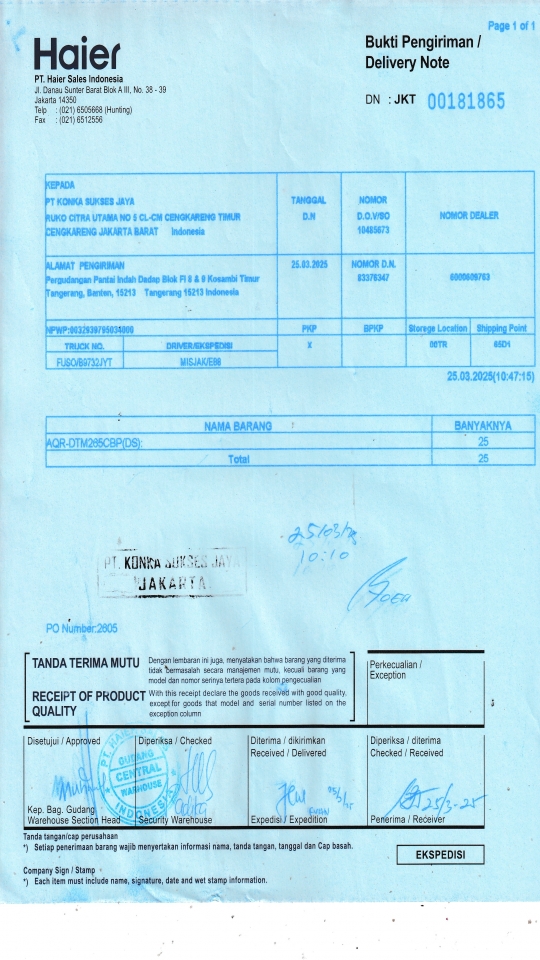 Page 1 of 1
Haier
PT. Haier Sales Indonesia
Jl. Danau Sunter Barat Blok A III, No. 38 - 39
Jakarta 14350
Telp : (021) 6505668 (Hunting)
Fax : (021) 6512556
Bukti Pengiriman /
Delivery Note
DN : JKT 00181865
KEPADA
PT KONKA SUKSES JAYA
RUKO CITRA UTAMA NO 5 CL-CM CENGKARENG TIMUR
CENGKARENG JAKARTA BARAT Indonesia
TANGGAL
D.N
NOMOR
D.O.V/SO
10485673
NOMOR DEALER
ALAMAT PENGIRIMAN
Pergudangan Pantai Indah Dadap Blok FI 8 & 9 Kosambi Timur
Tangerang, Banten, 15213 Tangerang 15213 Indonesia
25.03.2025
NOMOR D.N.
83376347
PKP
BPKP
Storage Location
Shipping Point
TRUCK NO.
DRIVER/EKSPEDISI
X
00TR
65D1
FUSO/B9732JYT
MISJAK/E98
25.03.2025(10:47:15)
NAMA BARANG
BANYAKNYA
AQR-DTM265CBP(DS):
25
Total
25
25/03/25
10:10
PT. KONKA SUKSES JAYA
JAKARTA
PO Number:2605
TANDA TERIMA MUTU
Dengan lembaran ini juga, menyatakan bahwa barang yang diterima
tidak bermasalah secara manajemen mutu, kecuali barang yang
model dan nomor serinya tertera pada kolom pengecualian
RECEIPT OF PRODUCT
QUALITY
With this receipt declare the goods received with good quality,
except for goods that model and serial number listed on the
exception column
Perkecualian /
Exception
Disetujui / Approved
Diperiksa / Checked
Diterima / dikirimkan
Received / Delivered
Diperiksa / diterima
Checked / Received
GUDANG
CENTRAL
WARHOUSE
INDONESIA
25/3-25
Kep. Bag. Gudang
Warehouse Section Head
Security Warehouse
Expedisi / Expedition
Penerima / Receiver
Tanda tangan/cap perusahaan
*) Setiap penerimaan barang wajib menyertakan informasi nama, tanda tangan, tanggal dan Cap basah.
EKSPEDISI
Company Sign / Stamp
*) Each item must include name, signature, date and wet stamp information.